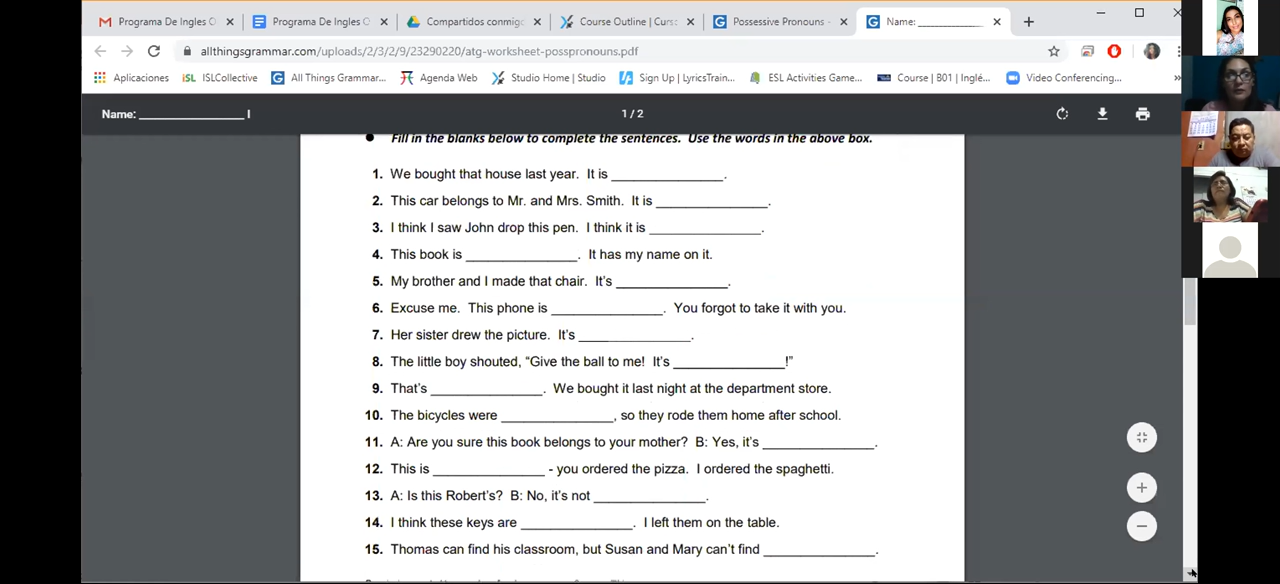 Programa De Ingles O
Programa De Ingles O
Compartidos conmigo
Course Outline | Curso
Possessive Pronouns -
Name: ____________
allthingsgrammar.com/uploads/2/3/2/9/23290220/atg-worksheet-posspronouns.pdf
Aplicaciones
iSL ISLCollective
All Things Grammar...
Agenda Web
Studio Home | Studio
Sign Up | LyricsTrain...
ESL Activities Game...
Course | B01 | Inglé...
Video Conferencing...
»
Name: ________________ I
1 / 2
● Fill in the blanks below to complete the sentences. Use the words in the above box.
1. We bought that house last year. It is _______________.
2. This car belongs to Mr. and Mrs. Smith. It is _______________.
3. I think I saw John drop this pen. I think it is _______________.
4. This book is _______________. It has my name on it.
5. My brother and I made that chair. It's _______________.
6. Excuse me. This phone is _______________. You forgot to take it with you.
7. Her sister drew the picture. It's _______________.
8. The little boy shouted, “Give the ball to me! It's _______________!”
9. That's _______________. We bought it last night at the department store.
10. The bicycles were _______________, so they rode them home after school.
11. A: Are you sure this book belongs to your mother? B: Yes, it's _______________.
12. This is _______________ - you ordered the pizza. I ordered the spaghetti.
13. A: Is this Robert's? B: No, it's not _______________.
14. I think these keys are _______________. I left them on the table.
15. Thomas can find his classroom, but Susan and Mary can't find _______________.